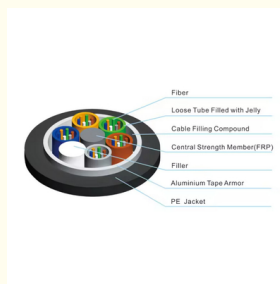 Fiber
Loose Tube Filled with Jelly
Cable Filling Compound
Central Strength Member(FRP)
Filler
Aluminium Tape Armor
PE Jacket